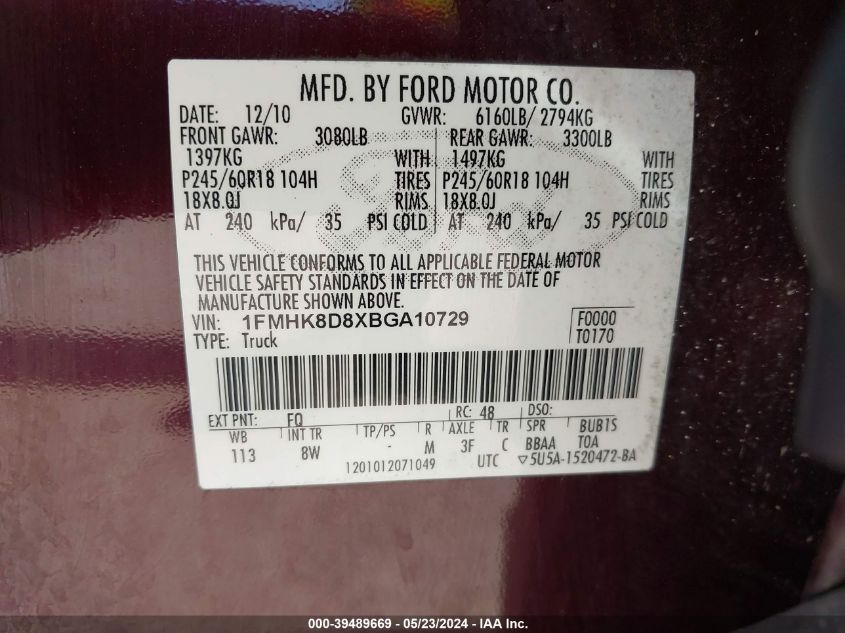 MFD. BY FORD MOTOR CO.
DATE: 12/10 GVWR: 6160LB/ 2794KG
FRONT GAWR: 3080LB REAR GAWR: 3300LB
1397KG WITH 1497KG WITH
P245/60R18 104H TIRES P245/60R18 104H TIRES
18X8.0J RIMS 18X8.0J RIMS
AT 240 kPa/ 35 PSI COLD AT 240 kPa/ 35 PSI COLD
THIS VEHICLE CONFORMS TO ALL APPLICABLE FEDERAL MOTOR
VEHICLE SAFETY STANDARDS IN EFFECT ON THE DATE OF
MANUFACTURE SHOWN ABOVE.
VIN: 1FMHK8D8XBGA10729 F0000
TYPE: Truck T0170
EXT PNT: FQ RC: 48 DSO:
WB INT TR TP/PS R AXLE TR SPR BUB1S
113 8W - M 3F C BBAA TOA
1201012071049 UTC ▽5U5A-1520472-BA
000-39489669 - 05/23/2024 - IAA Inc.